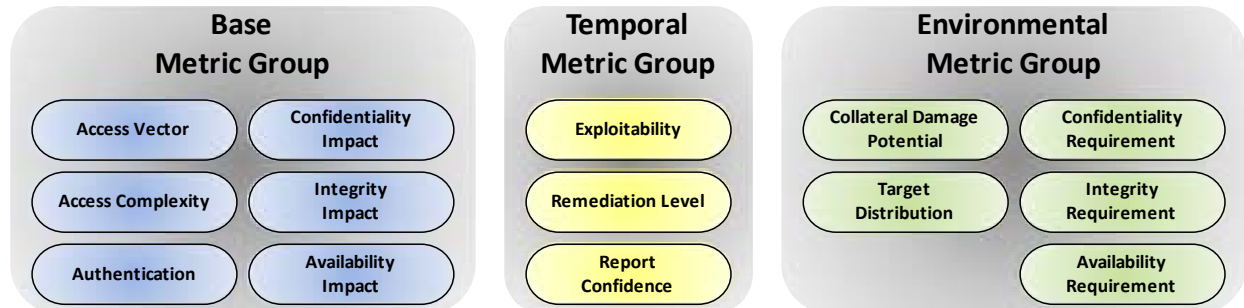 Base
Metric Group
Access Vector
Confidentiality
Impact
Access Complexity
Integrity
Impact
Authentication
Availability
Impact
Temporal
Metric Group
Exploitability
Remediation Level
Report
Confidence
Environmental
Metric Group
Collateral Damage
Potential
Confidentiality
Requirement
Target
Distribution
Integrity
Requirement
Availability
Requirement